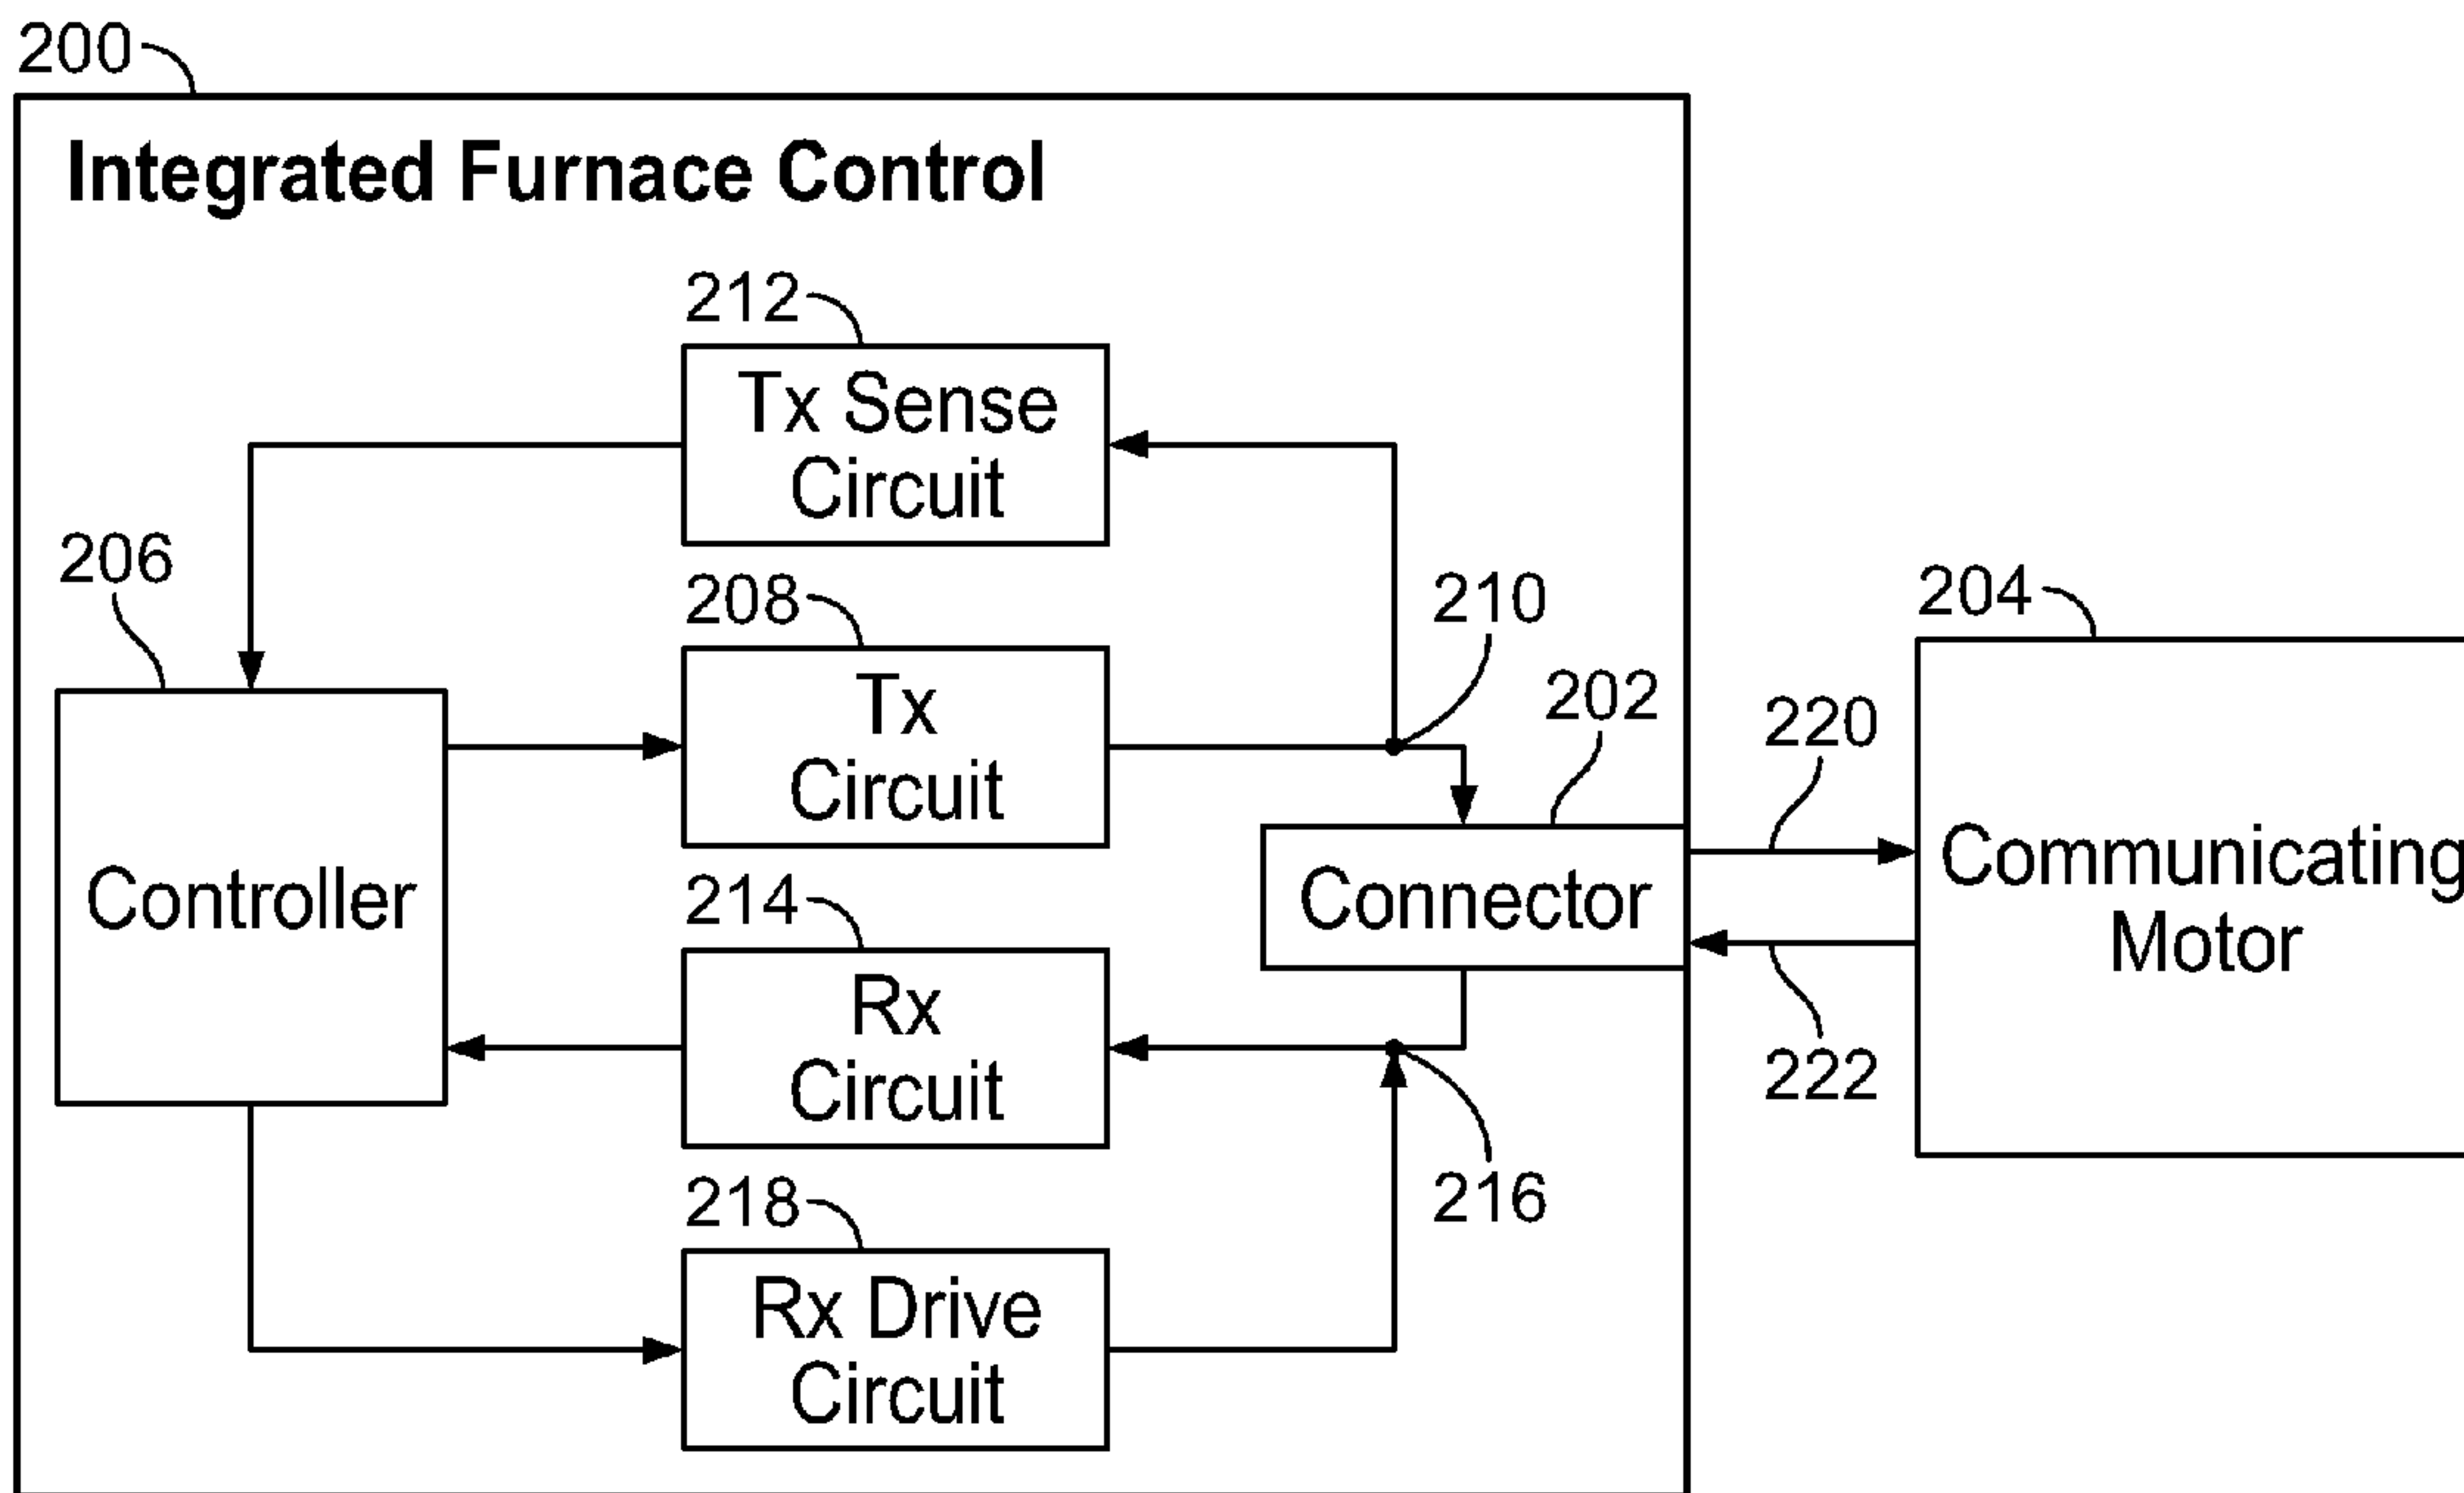 200
Integrated Furnace Control
212
Tx Sense
Circuit
206
208
210
204
Tx
Circuit
202
220
Controller
214
Connector
Communicating
Motor
Rx
Circuit
222
218
216
Rx Drive
Circuit